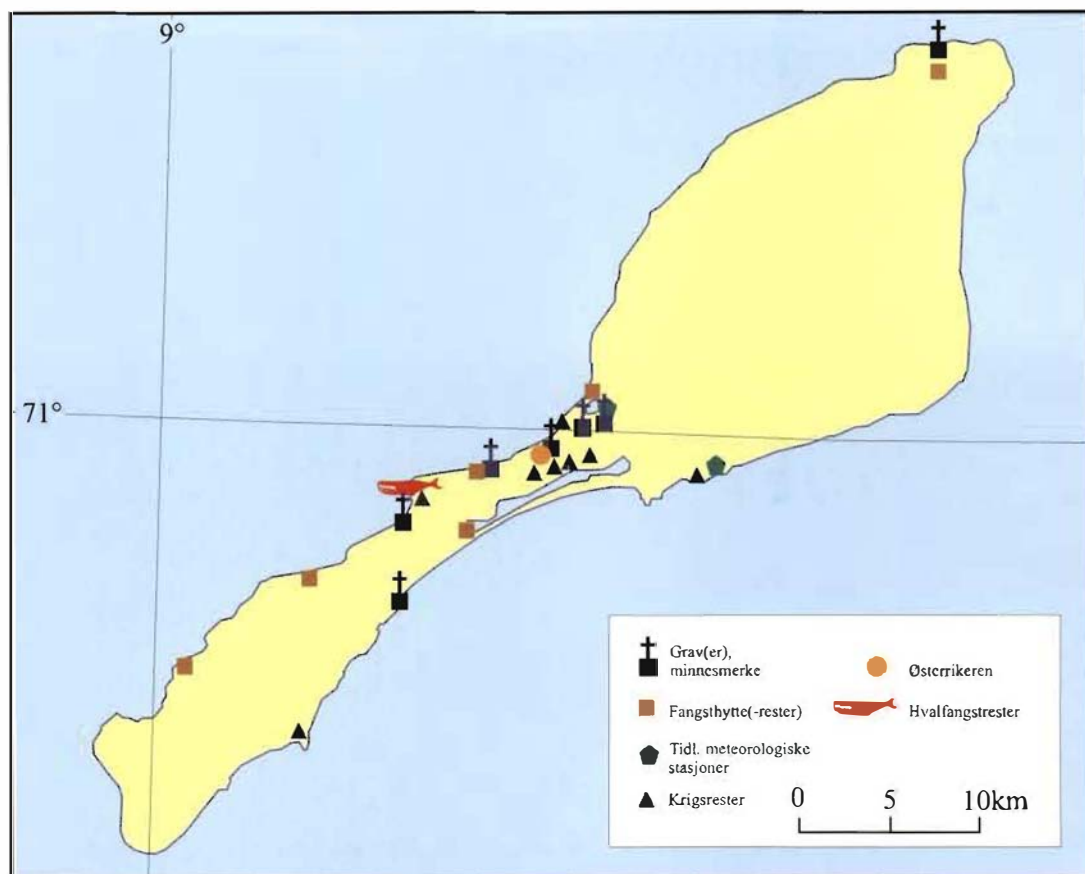 9°
71°
Grav(er),
minnesmerke
Østerrikeren
Fangsthytte(-rester)
Hvalfangstrester
Tidl. meteorologiske
stasjoner
Krigsrester
0 5 10km